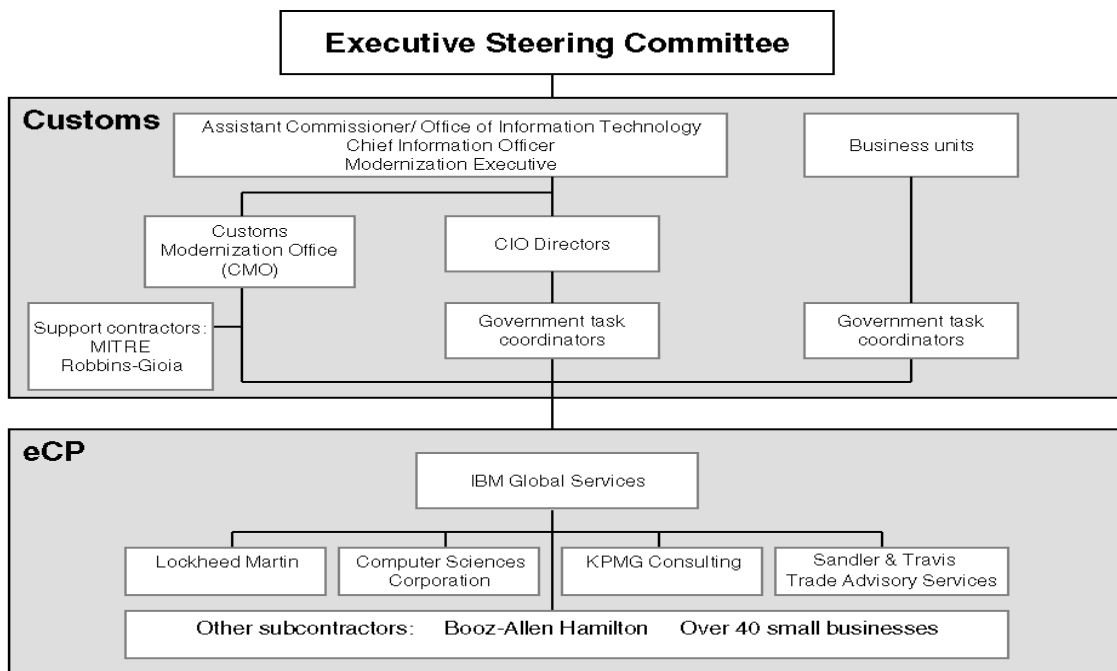 Executive Steering Committee
Customs
Assistant Commissioner/ Office of Information Technology
Chief Information Officer
Modernization Executive
Business units
Customs
Modernization Office
(CMO)
CIO Directors
Support contractors:
MITRE
Robbins-Gioia
Government task
coordinators
Government task
coordinators
eCP
IBM Global Services
Lockheed Martin
Computer Sciences
Corporation
KPMG Consulting
Sandler & Travis
Trade Advisory Services
Other subcontractors: Booz-Allen Hamilton Over 40 small businesses